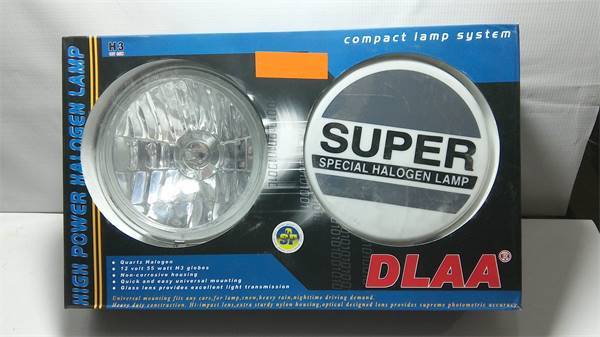 H3
compact lamp system
HIGH POWER HALOGEN LAMP
SUPER
SPECIAL HALOGEN LAMP
ASP
Quartz Halogen
12 volt 55 watt H3 globes
Non-corrosive housing
Quick and easy universal mounting
Glass lens provides excellent light transmission
DLAA®
Universal mounting fits any cars,for lamp,snow,heavy rain,nighttime driving demand.
Heavy duty construction. Hi-impact lens,extra sturdy nylon housing,optical designed lens provides supreme photometric accuracy